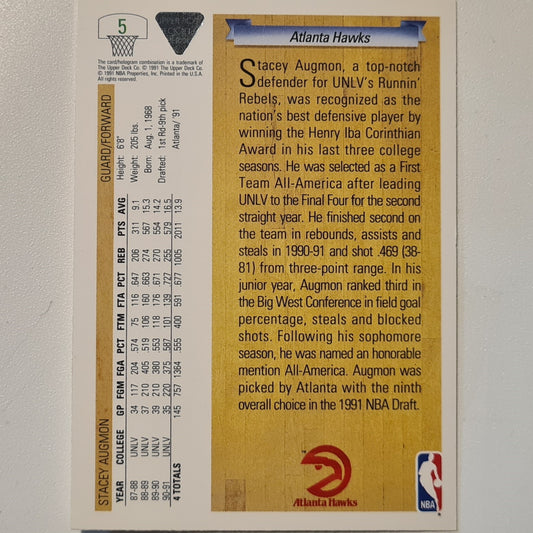 5
The card/hologram combination is a trademark of
The Upper Deck Co. © 1991 The Upper Deck Co.
© 1991 NBA Properties, Inc. Printed in the U.S.A.
All rights reserved.
Atlanta Hawks
Stacey Augmon, a top-notch
defender for UNLV's Runnin'
Rebels, was recognized as the
nation's best defensive player by
winning the Henry Iba Corinthian
Award in his last three college
seasons. He was selected as a First
Team All-America after leading
UNLV to the Final Four for the second
straight year. He finished second on
the team in rebounds, assists and
steals in 1990-91 and shot .469 (38-
81) from three-point range. In his
junior year, Augmon ranked third in
the Big West Conference in field goal
percentage, steals and blocked
shots. Following his sophomore
season, he was named an honorable
mention All-America. Augmon was
picked by Atlanta with the ninth
overall choice in the 1991 NBA Draft.
Atlanta Hawks
NBA
STACEY AUGMON GUARD/FORWARD
Height: 6'8"
Weight: 205 lbs.
Born: Aug. 1, 1968
Drafted: 1st Rd-9th pick
Atlanta/ '91
YEAR COLLEGE GP FGM FGA PCT FTM FTA PCT REB PTS AVG
87-88 UNLV 34 117 204 .574 75 116 .647 206 311 9.1
88-89 UNLV 37 210 405 .519 106 160 .663 274 567 15.3
89-90 UNLV 39 210 380 .553 118 176 .671 270 554 14.2
90-91 UNLV 35 220 375 .587 101 139 .727 255 579 16.5
4 TOTALS 145 757 1364 .555 400 591 .677 1005 2011 13.9